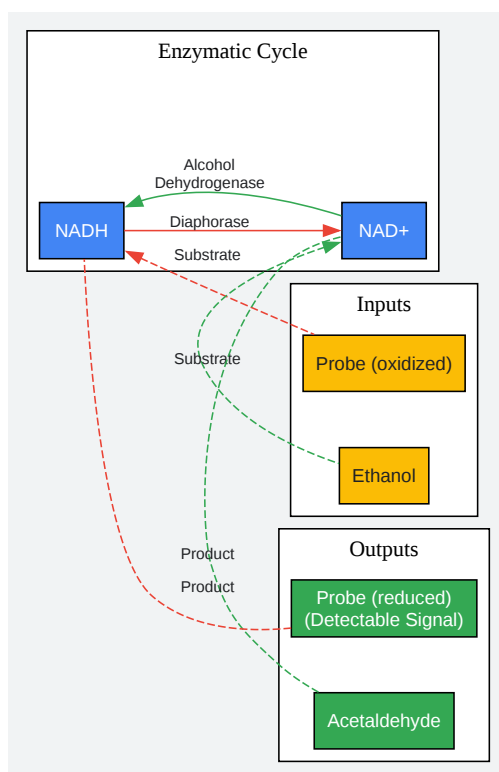 Enzymatic Cycle
Alcohol
Dehydrogenase
NADH
Diaphorase
NAD+
Substrate
Inputs
Probe (oxidized)
Substrate
Ethanol
Outputs
Product
Product
Probe (reduced)
(Detectable Signal)
Acetaldehyde